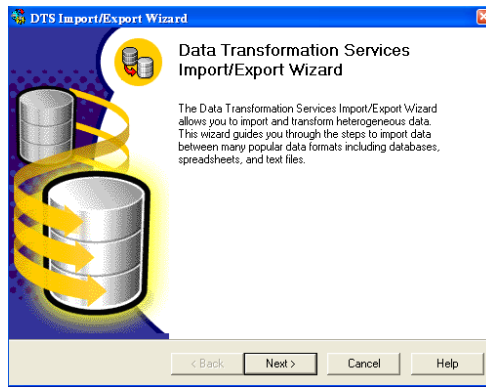 DTS Import/Export Wizard
Data Transformation Services
Import/Export Wizard
The Data Transformation Services Import/Export Wizard
allows you to import and transform heterogeneous data.
This wizard guides you through the steps to import data
between many popular data formats including databases,
spreadsheets, and text files.
< Back
Next >
Cancel
Help